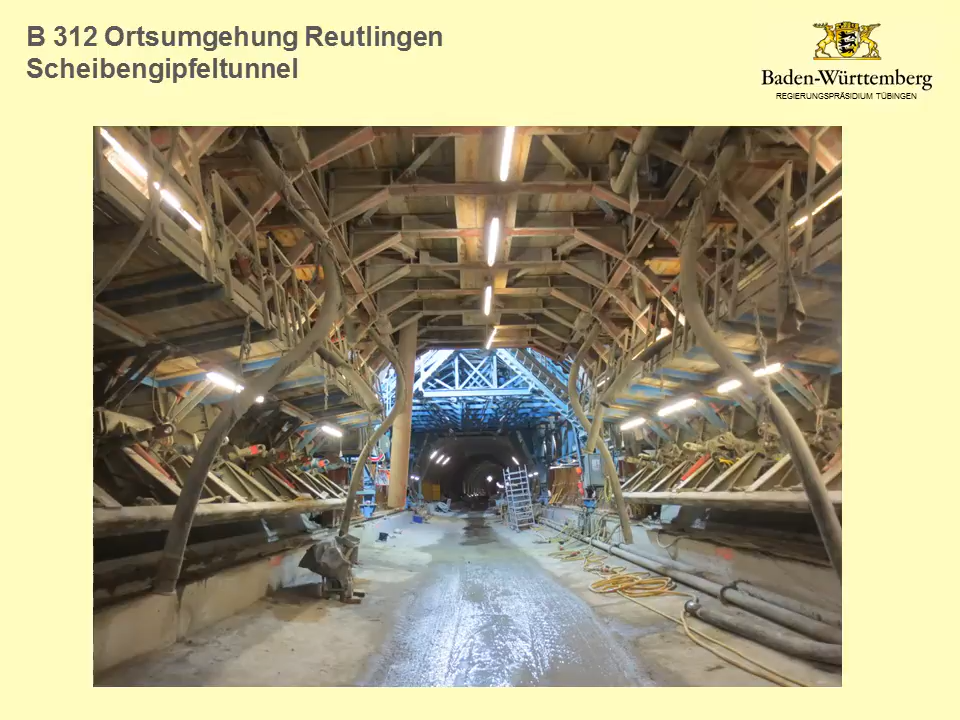 B 312 Ortsumgehung Reutlingen
Scheibengipfeltunnel
Baden-Württemberg
REGIERUNGSPRÄSIDIUM TÜBINGEN